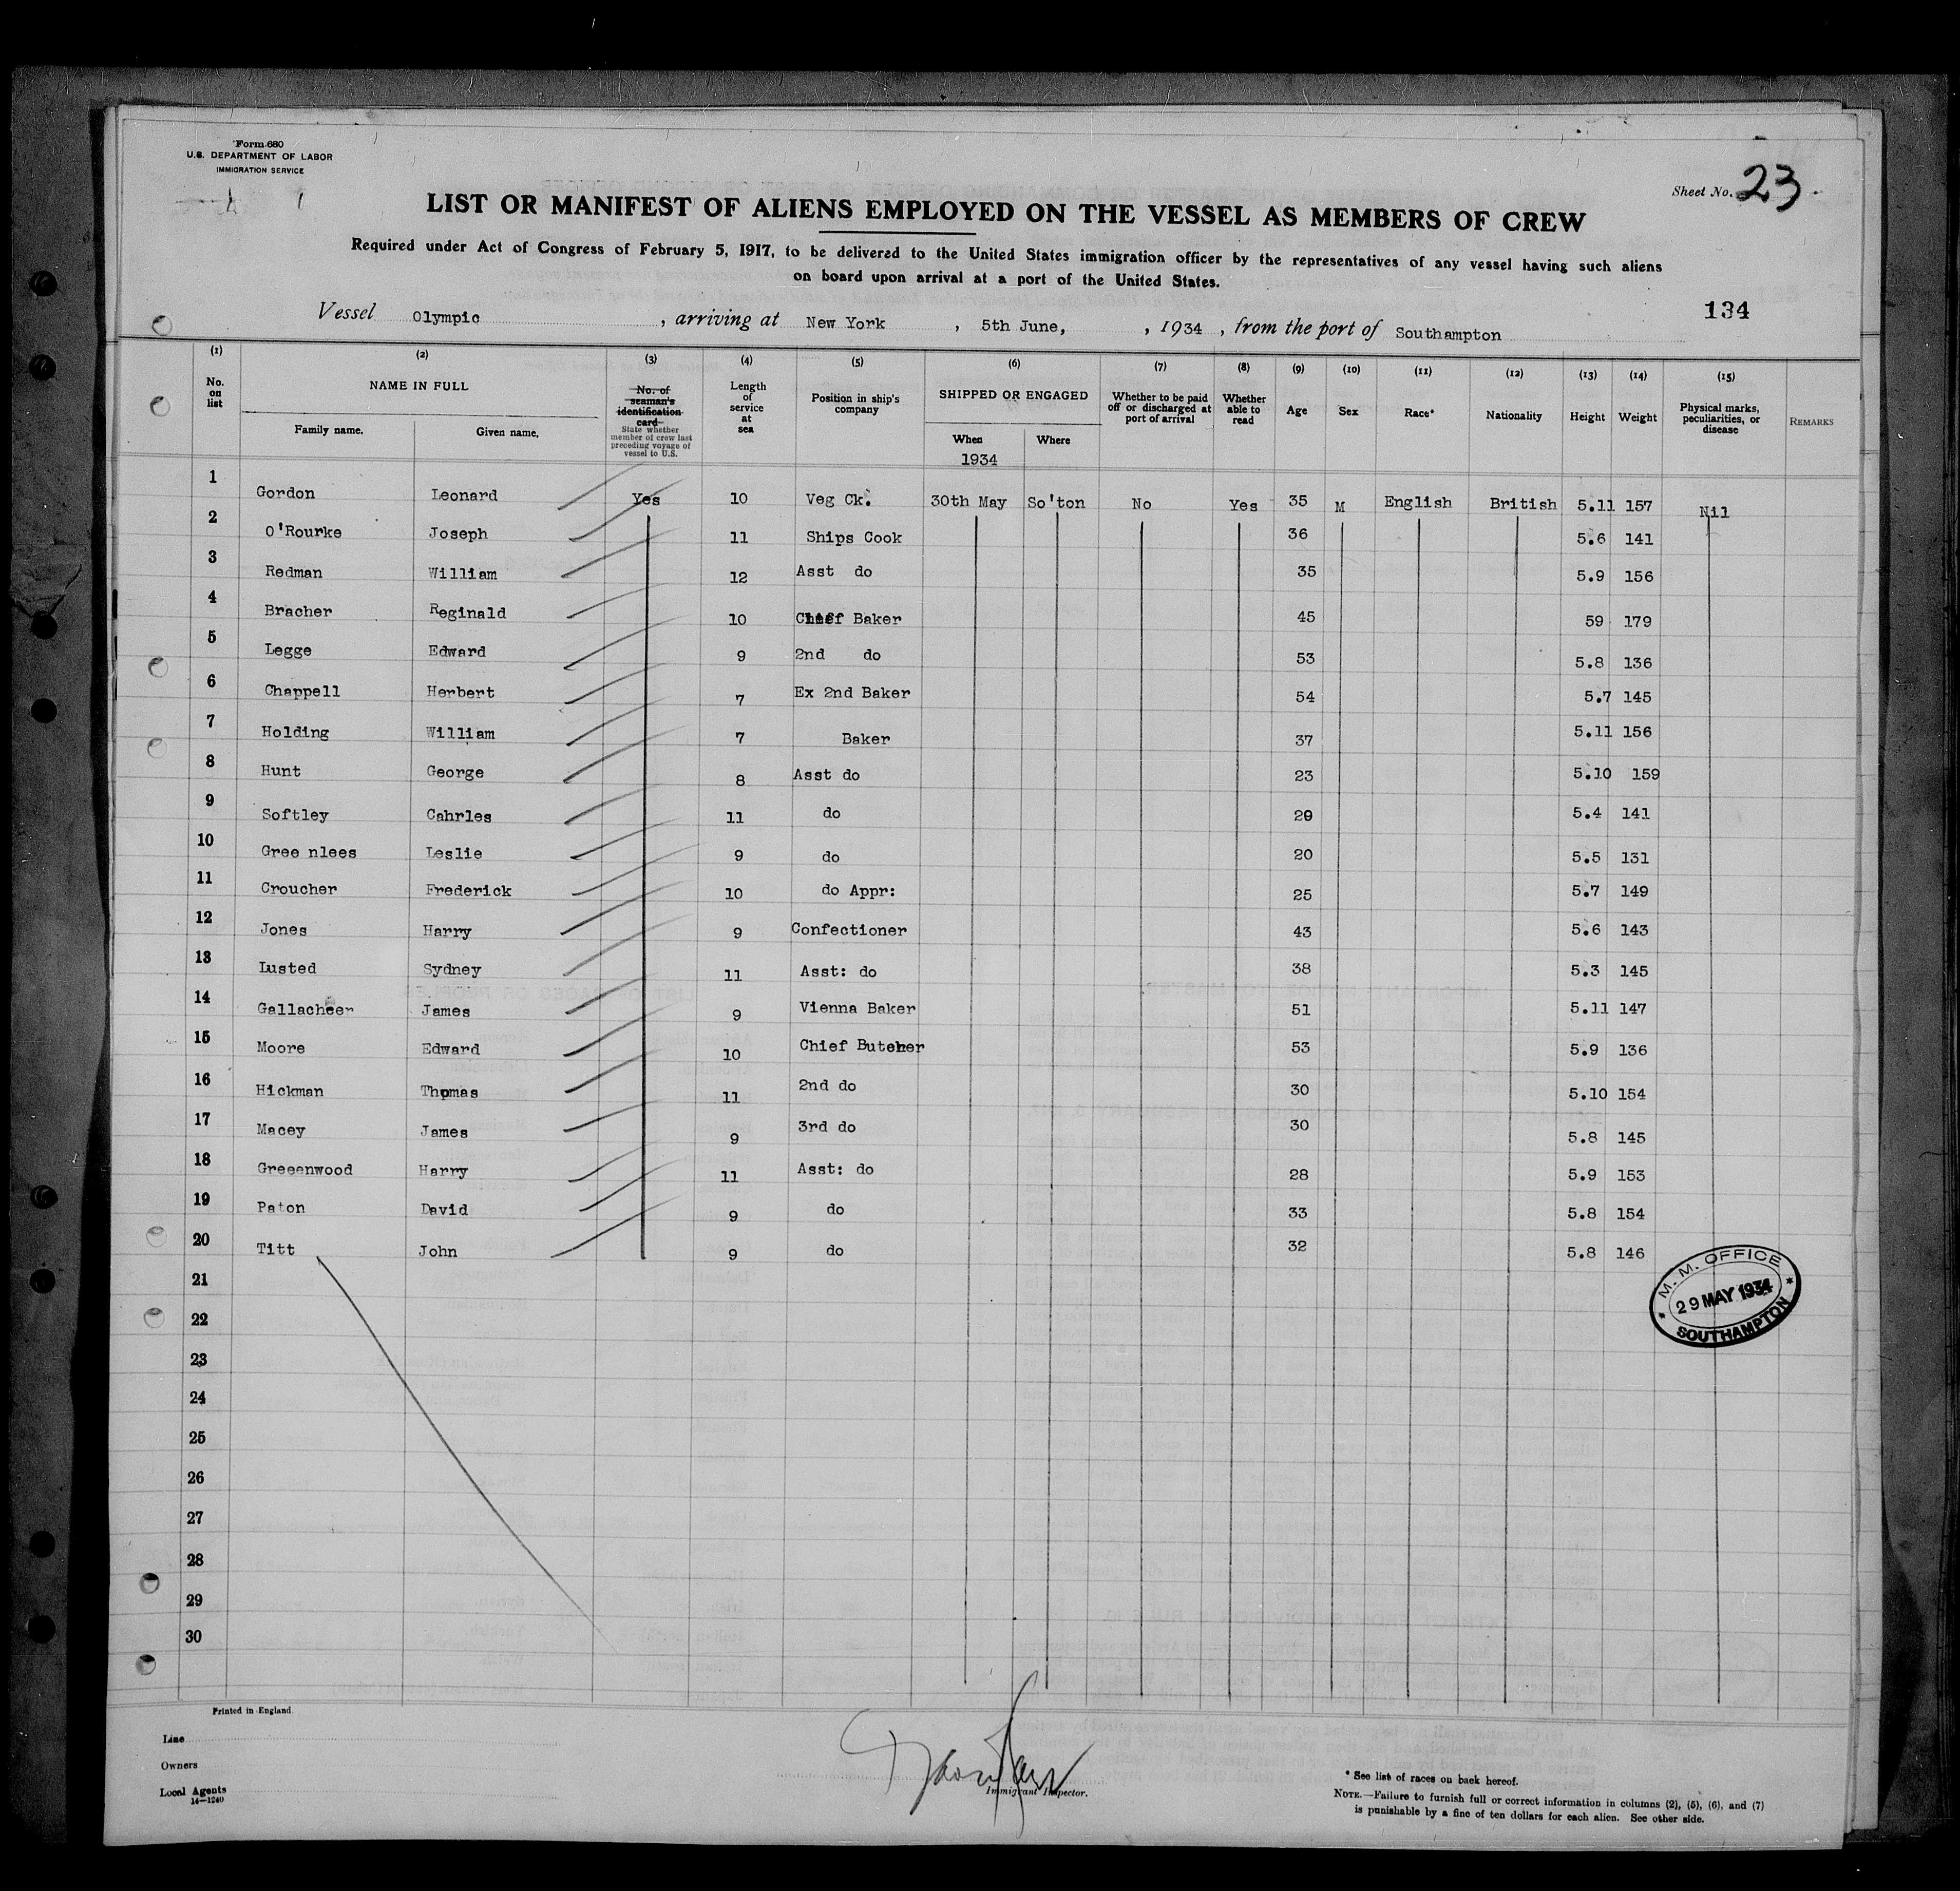 Form 680
U.S. DEPARTMENT OF LABOR
IMMIGRATION SERVICE
Sheet No. 23
LIST OR MANIFEST OF ALIENS EMPLOYED ON THE VESSEL AS MEMBERS OF CREW
Required under Act of Congress of February 5, 1917, to be delivered to the United States immigration officer by the representatives of any vessel having such aliens
on board upon arrival at a port of the United States.
134
Vessel Olympic, arriving at New York, 5th June, , 1934, from the port of Southampton
(1) (2) (3) (4) (5) (6) (7) (8) (9) (10) (11) (12) (13) (14) (15)
No. on list NAME IN FULL Family name. Given name. No. of seaman's identification card State whether member of crew last preceding voyage of vessel to U.S. Length of service at sea Position in ship's company SHIPPED OR ENGAGED When 1934 Where Whether to be paid off or discharged at port of arrival Whether able to read Age Sex Race* Nationality Height Weight Physical marks, peculiarities, or disease REMARKS
1 Gordon Leonard Yes 10 Veg Ck. 30th May So'ton No Yes 35 M English British 5.11 157 Nil
2 O'Rourke Joseph 11 Ships Cook 36 5.6 141
3 Redman William 12 Asst do 35 5.9 156
4 Bracher Reginald 10 Chief Baker 45 59 179
5 Legge Edward 9 2nd do 53 5.8 136
6 Chappell Herbert 7 Ex 2nd Baker 54 5.7 145
7 Holding William 7 Baker 37 5.11 156
8 Hunt George 8 Asst do 23 5.10 159
9 Softley Cahrles 11 do 29 5.4 141
10 Gree nlees Leslie 9 do 20 5.5 131
11 Croucher Frederick 10 do Appr: 25 5.7 149
12 Jones Harry 9 Confectioner 43 5.6 143
13 Lusted Sydney 11 Asst: do 38 5.3 145
14 Gallacheer James 9 Vienna Baker 51 5.11 147
15 Moore Edward 10 Chief Butcher 53 5.9 136
16 Hickman Thomas 11 2nd do 30 5.10 154
17 Macey James 9 3rd do 30 5.8 145
18 Greeenwood Harry 11 Asst: do 28 5.9 153
19 Paton David 9 do 33 5.8 154
20 Titt John 9 do 32 5.8 146
21
22
23
24
25
26
27
28
29
30
M. M. OFFICE
29 MAY 1934
SOUTHAMPTON
Printed in England.
Line
Owners
Local Agents
14—1240
Immigrant Inspector.
* See list of races on back hereof.
NOTE.—Failure to furnish full or correct information in columns (2), (5), (6), and (7)
is punishable by a fine of ten dollars for each alien. See other side.